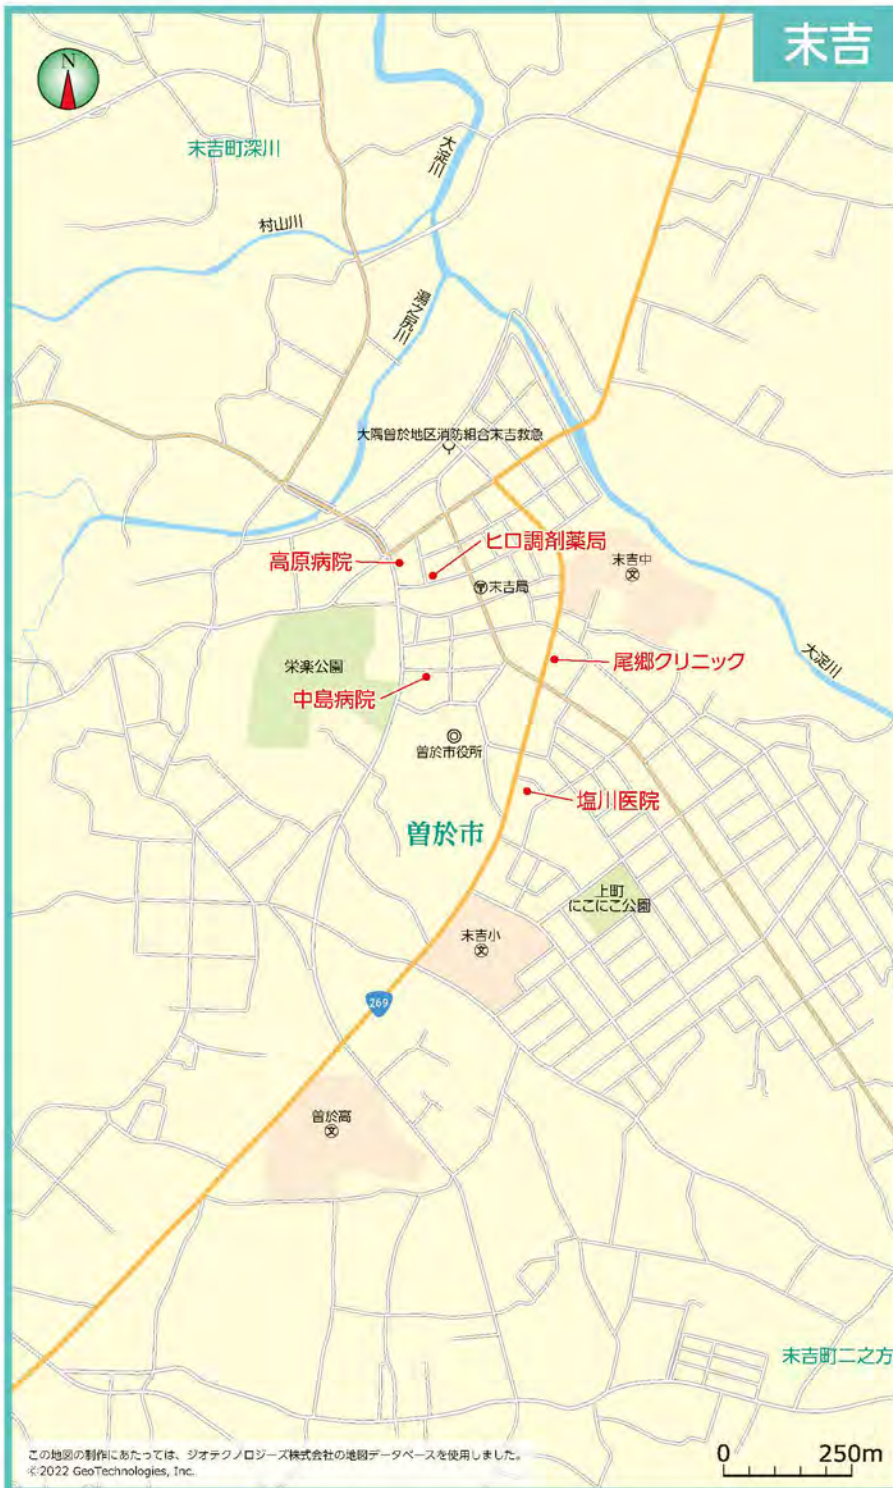 末吉
N
末吉町深川
大淀川
村山川
湯之尻川
大隅曽於地区消防組合末吉救急
高原病院
ヒロ調剤薬局
末吉中
文
〒末吉局
栄楽公園
尾郷クリニック
大淀川
中島病院
曽於市役所
塩川医院
曽於市
上町
にこにこ公園
末吉小
文
269
曽於高
文
末吉町二之方
この地図の制作にあたっては、ジオテクノロジーズ株式会社の地図データベースを使用しました。
©2022 GeoTechnologies, Inc.
0 250m